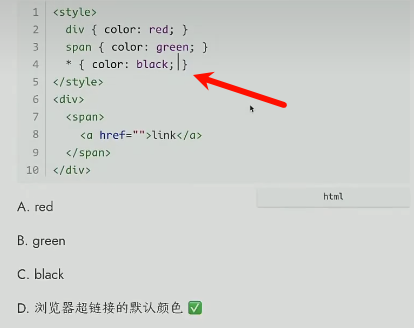 1 <style>
2 div { color: red; }
3 span { color: green; }
4 * { color: black; }
5 </style>
6 <div>
7 <span>
8 <a href="">link</a>
9 </span>
10 </div>
html
A. red
B. green
C. black
D. 浏览器超链接的默认颜色 ✅